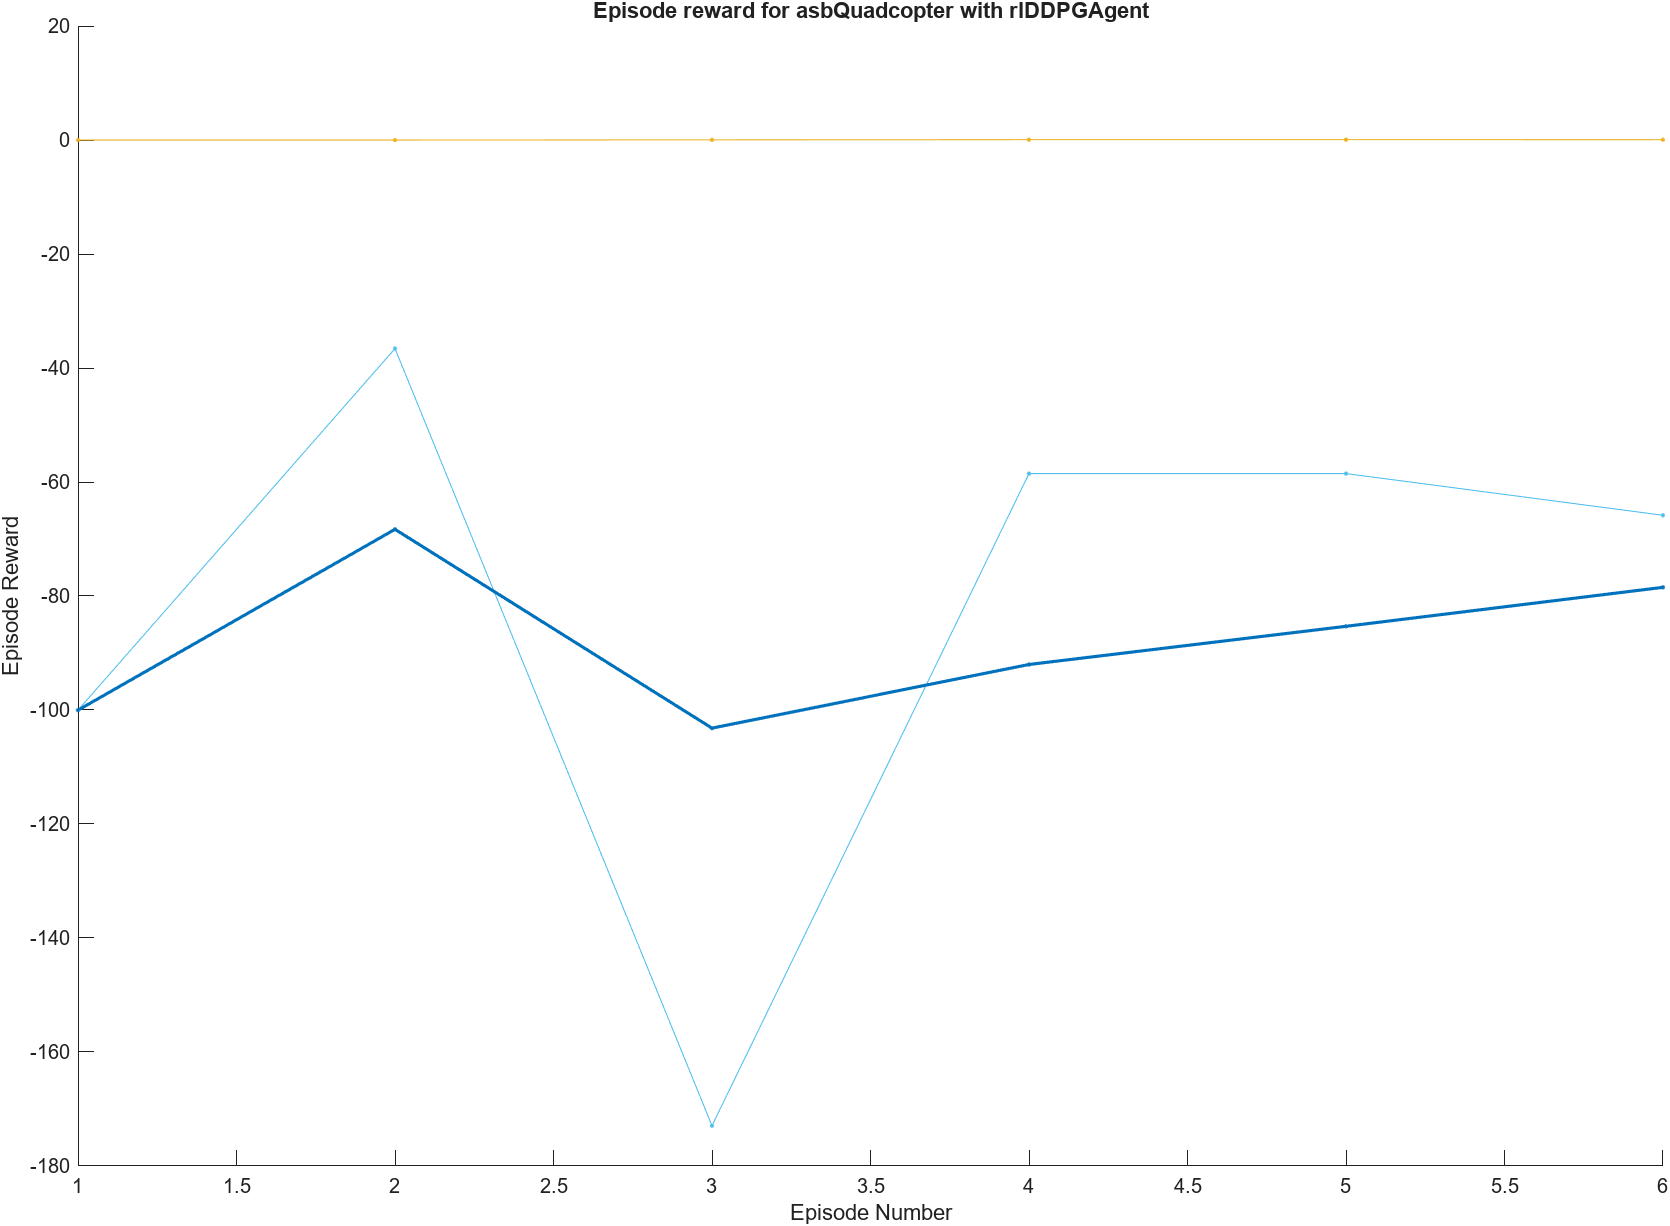 Episode reward for asbQuadcopter with rlDDPGAgent
20
0
-20
-40
-60
-80
-100
-120
-140
-160
-180
Episode Reward
1 1.5 2 2.5 3 3.5 4 4.5 5 5.5 6
Episode Number